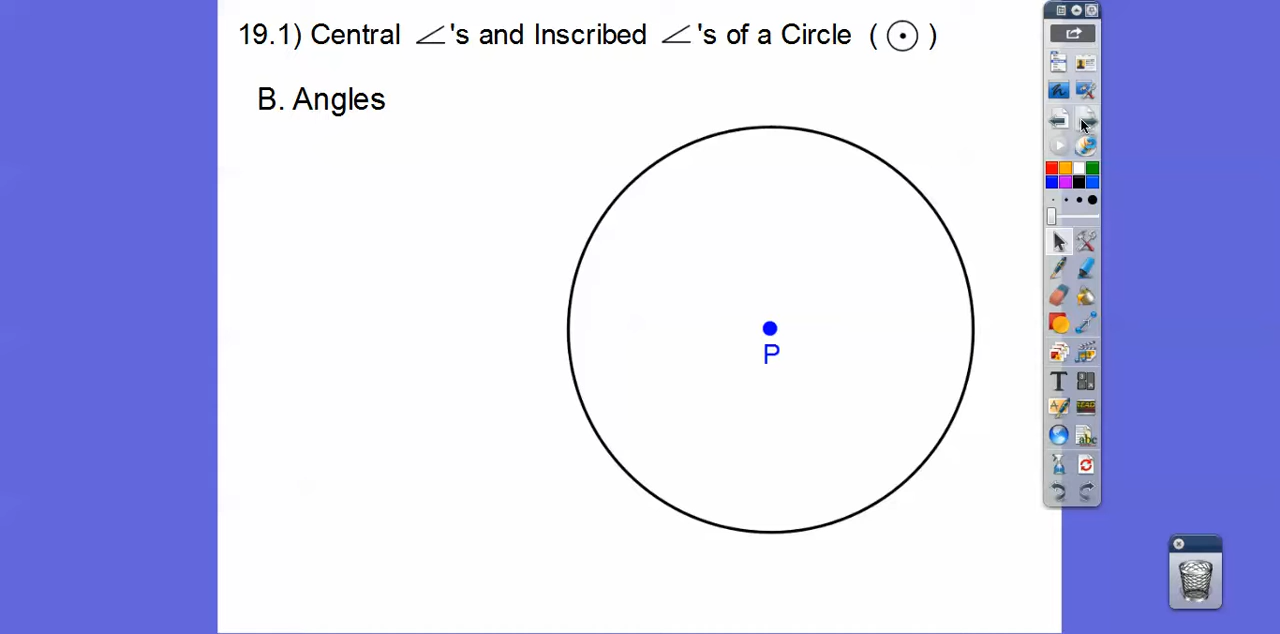 19.1) Central ∠'s and Inscribed ∠'s of a Circle ( ⊙ )
B. Angles
P